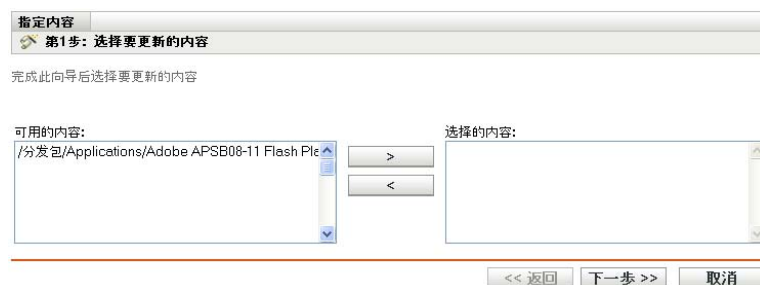 指定内容
第1步: 选择要更新的内容
完成此向导后选择要更新的内容
可用的内容:
选择的内容:
/分发包/Applications/Adobe APSB08-11 Flash Pla
>
<
<< 返回
下一步 >>
取消